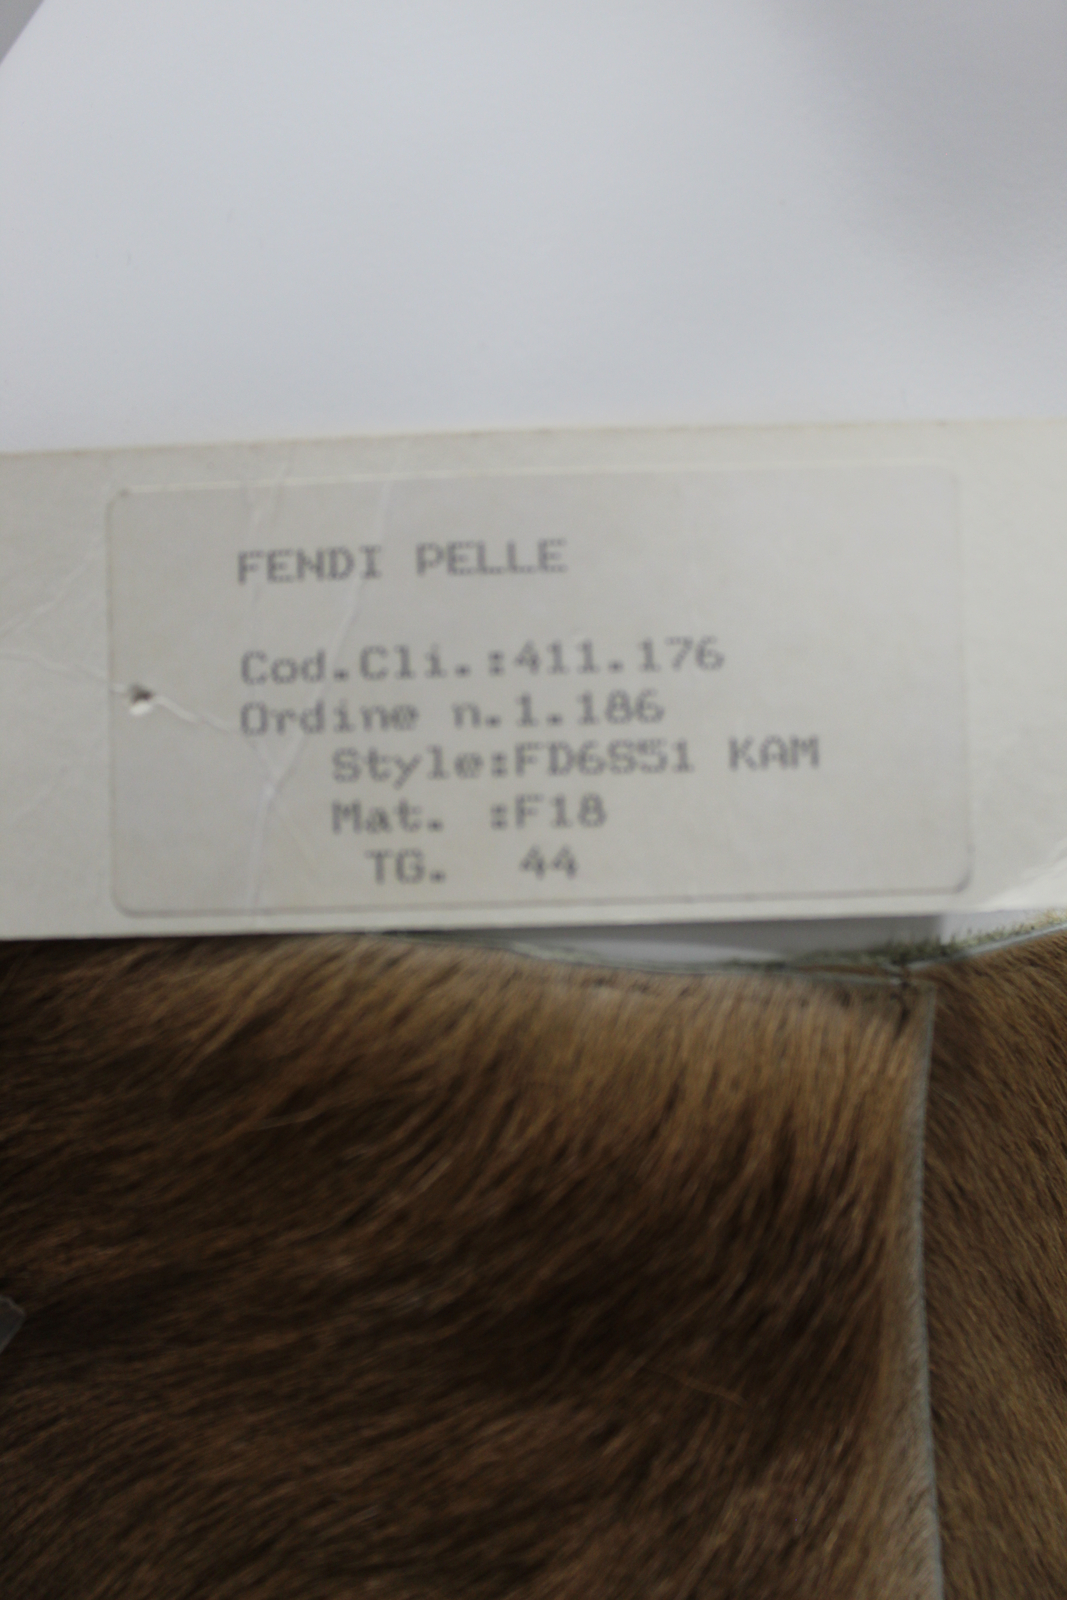 FENDI PELLE
Cod.Cli.:411.176
Ordine n.1.186
Style:FD6S51 KAM
Mat. :F18
TG. 44